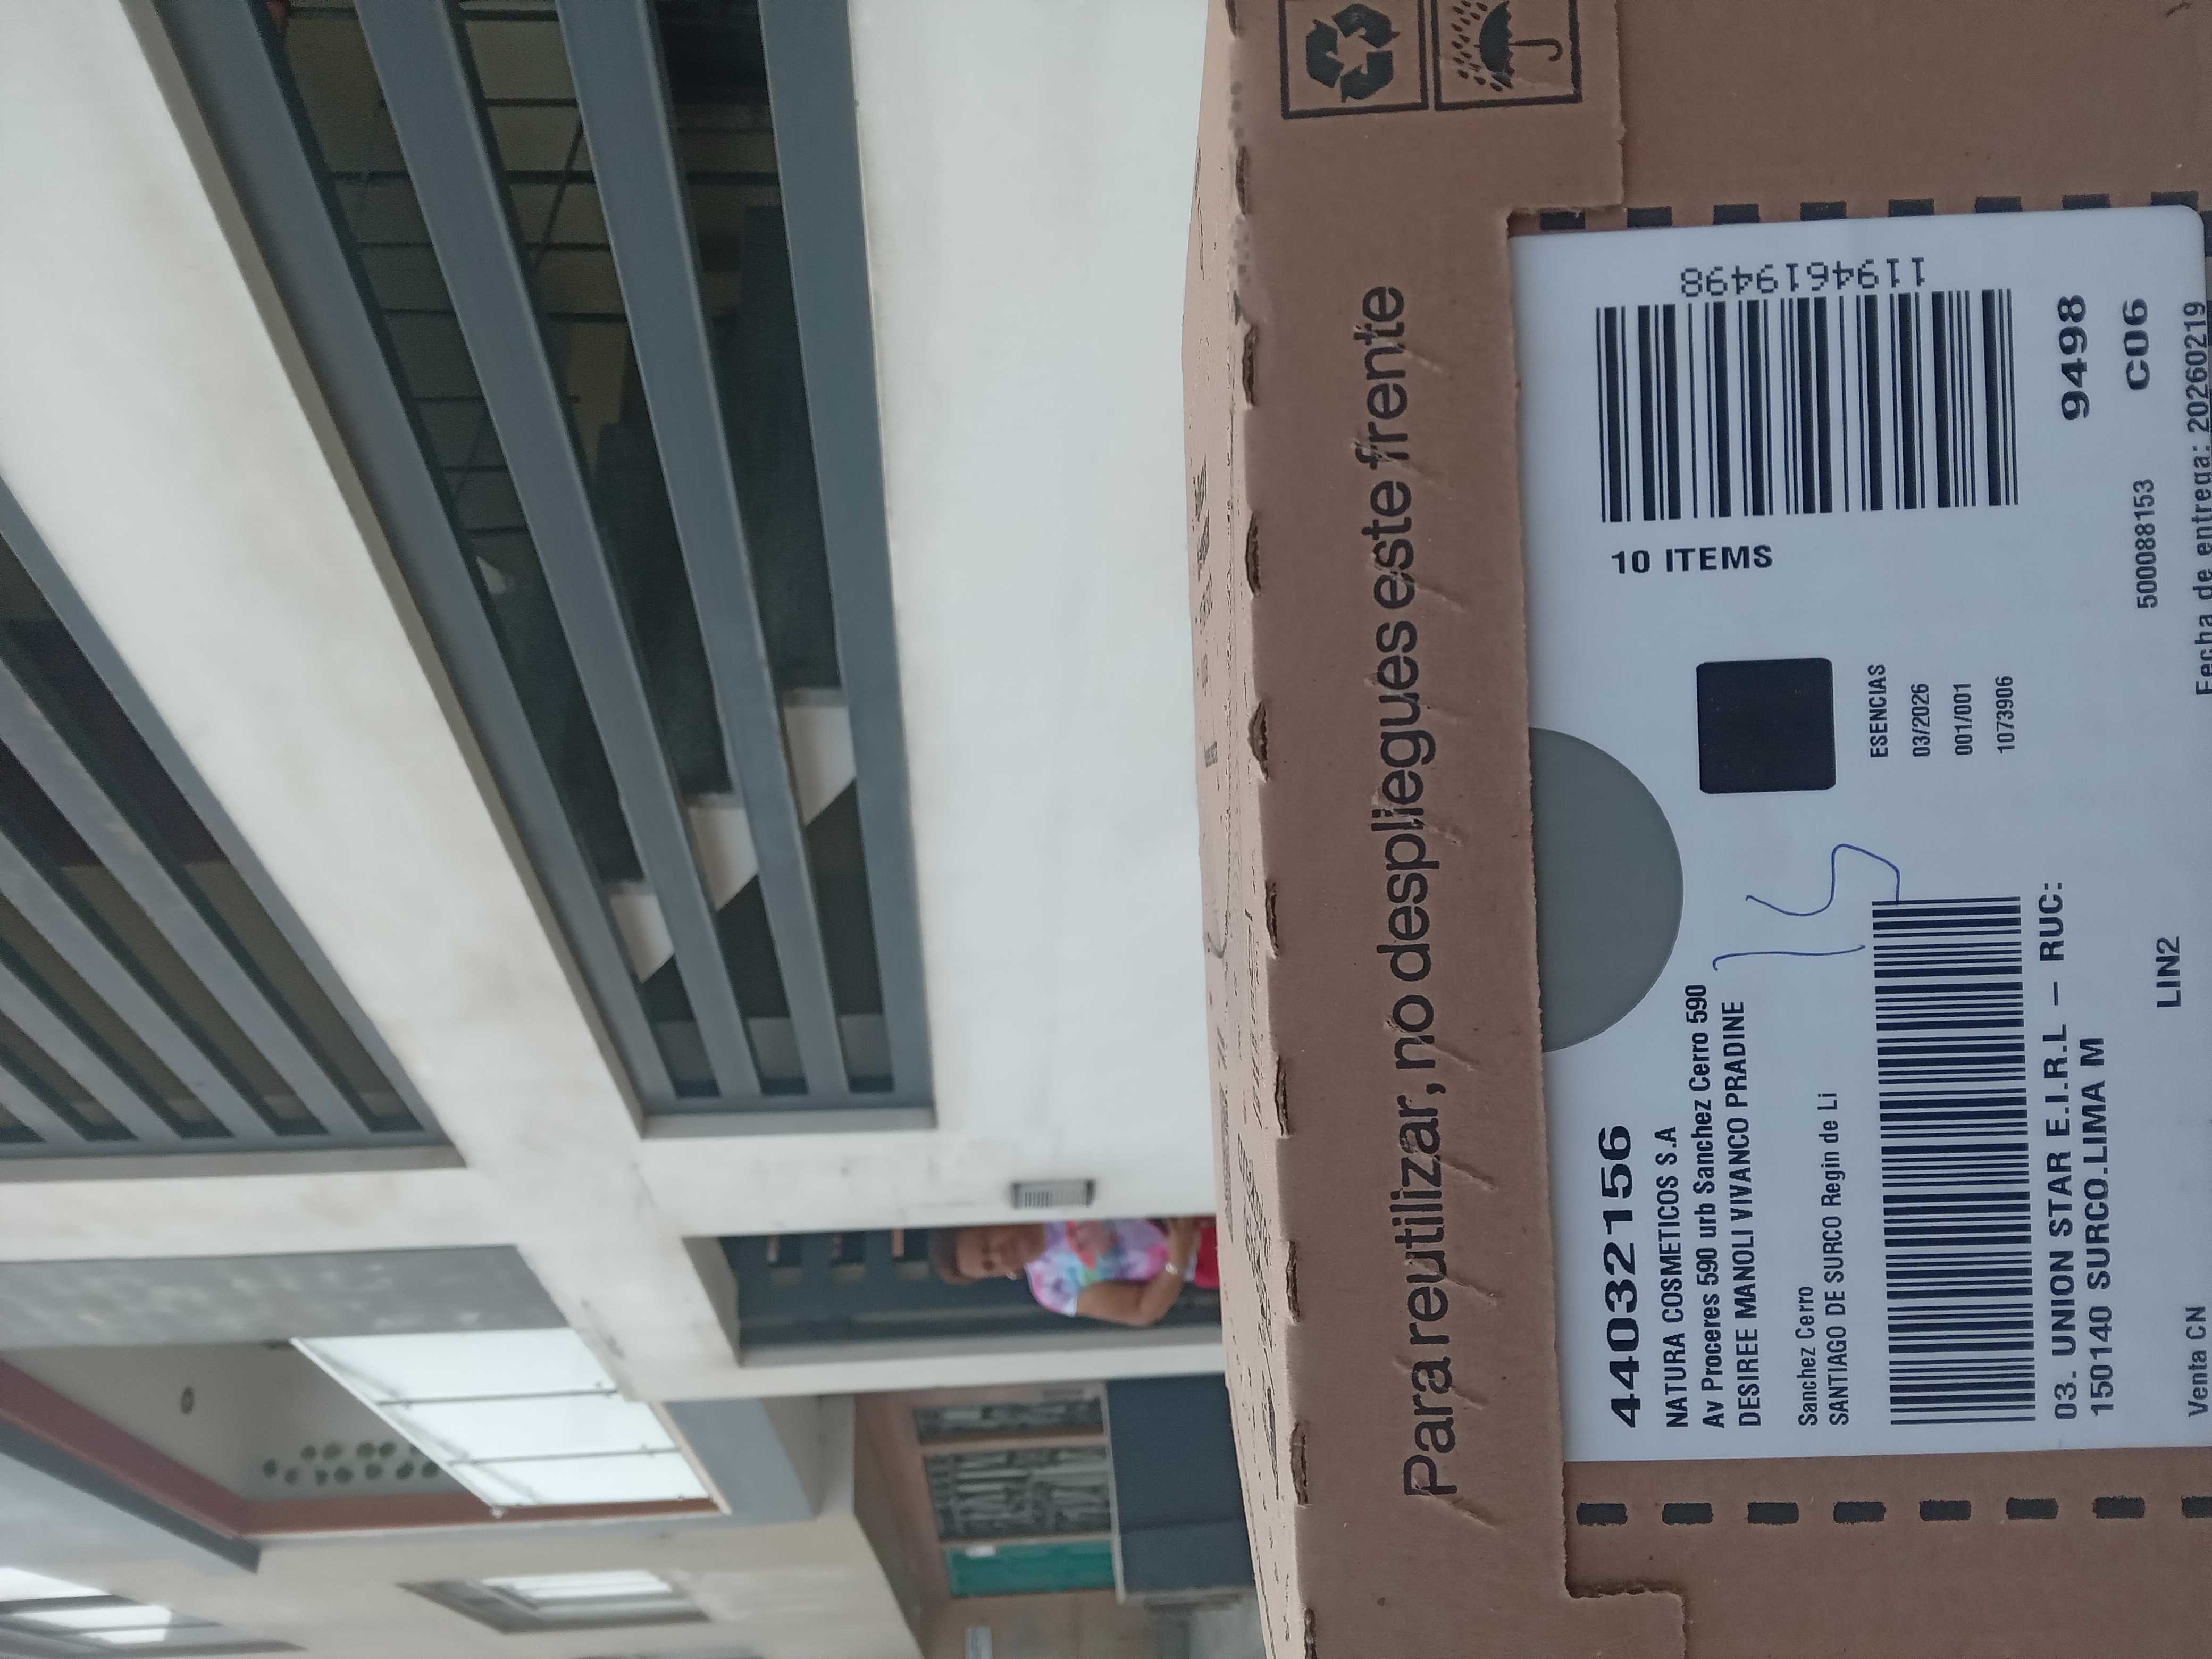 Para reutilizar, no despliegues este frente
44032156
NATURA COSMETICOS S.A
Av Proceres 590 urb Sanchez Cerro 590
DESIREE MANOLI VIVANCO PRADINE
Sanchez Cerro
SANTIAGO DE SURCO Regin de Li
14
10 ITEMS
1194619498
ESENCIAS
03/2026
001/001
1073906
03. UNION STAR E.I.R.L – RUC:
150140 SURCO.LIMA M
9498
LIN2
500088153
C06
Venta CN
Fecha de entrega: 20260219